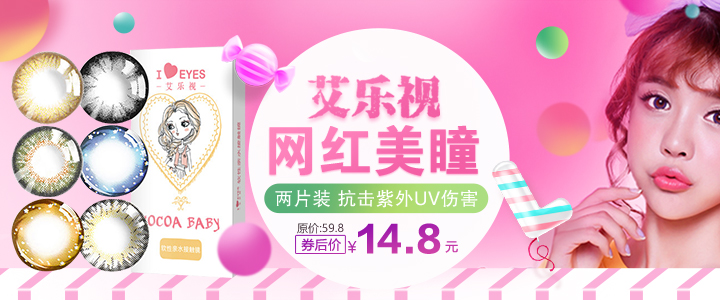 I EYES
艾乐视
COCOA BABY
艾乐视
网红美瞳
两片装 抗击紫外UV伤害
原价:59.8
券后价 ¥14.8元